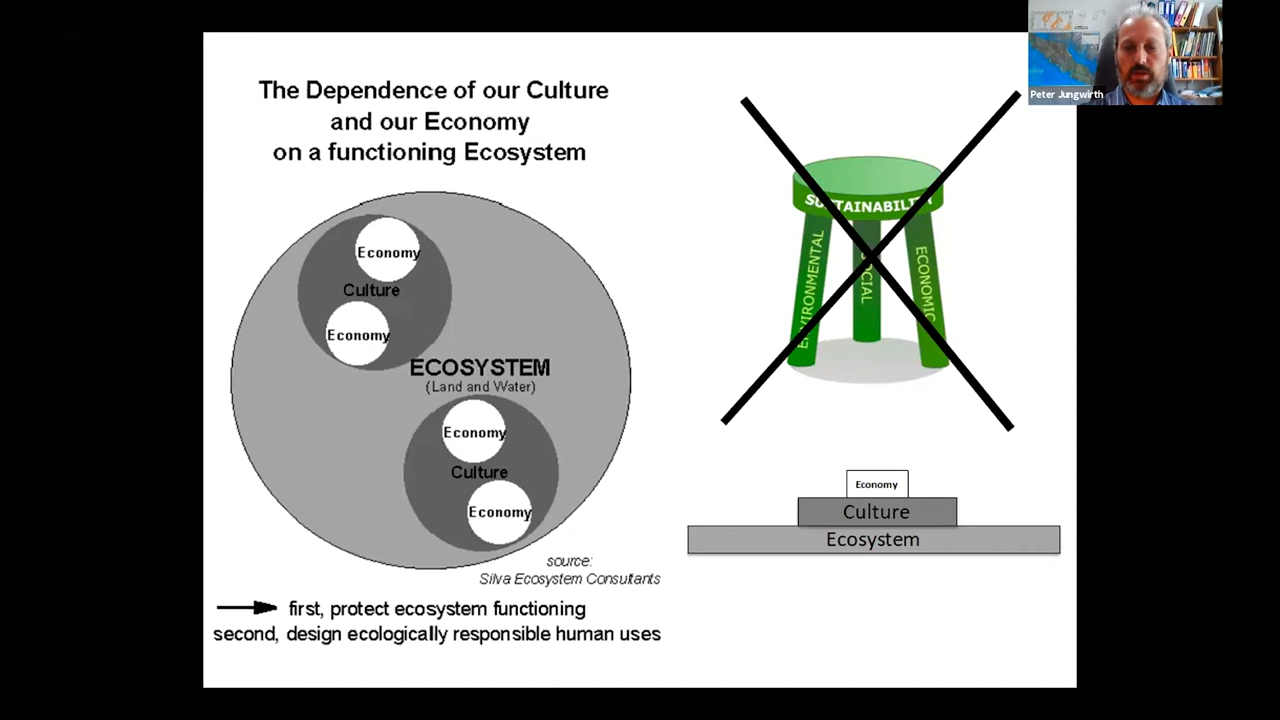 The Dependence of our Culture
and our Economy
on a functioning Ecosystem
Economy
Culture
Economy
ECOSYSTEM
(Land and Water)
Economy
Culture
Economy
source:
Silva Ecosystem Consultants
first, protect ecosystem functioning
second, design ecologically responsible human uses
SUSTAINABILITY
ENVIRONMENTAL
SOCIAL
ECONOMIC
Economy
Culture
Ecosystem
Peter Jungwirth